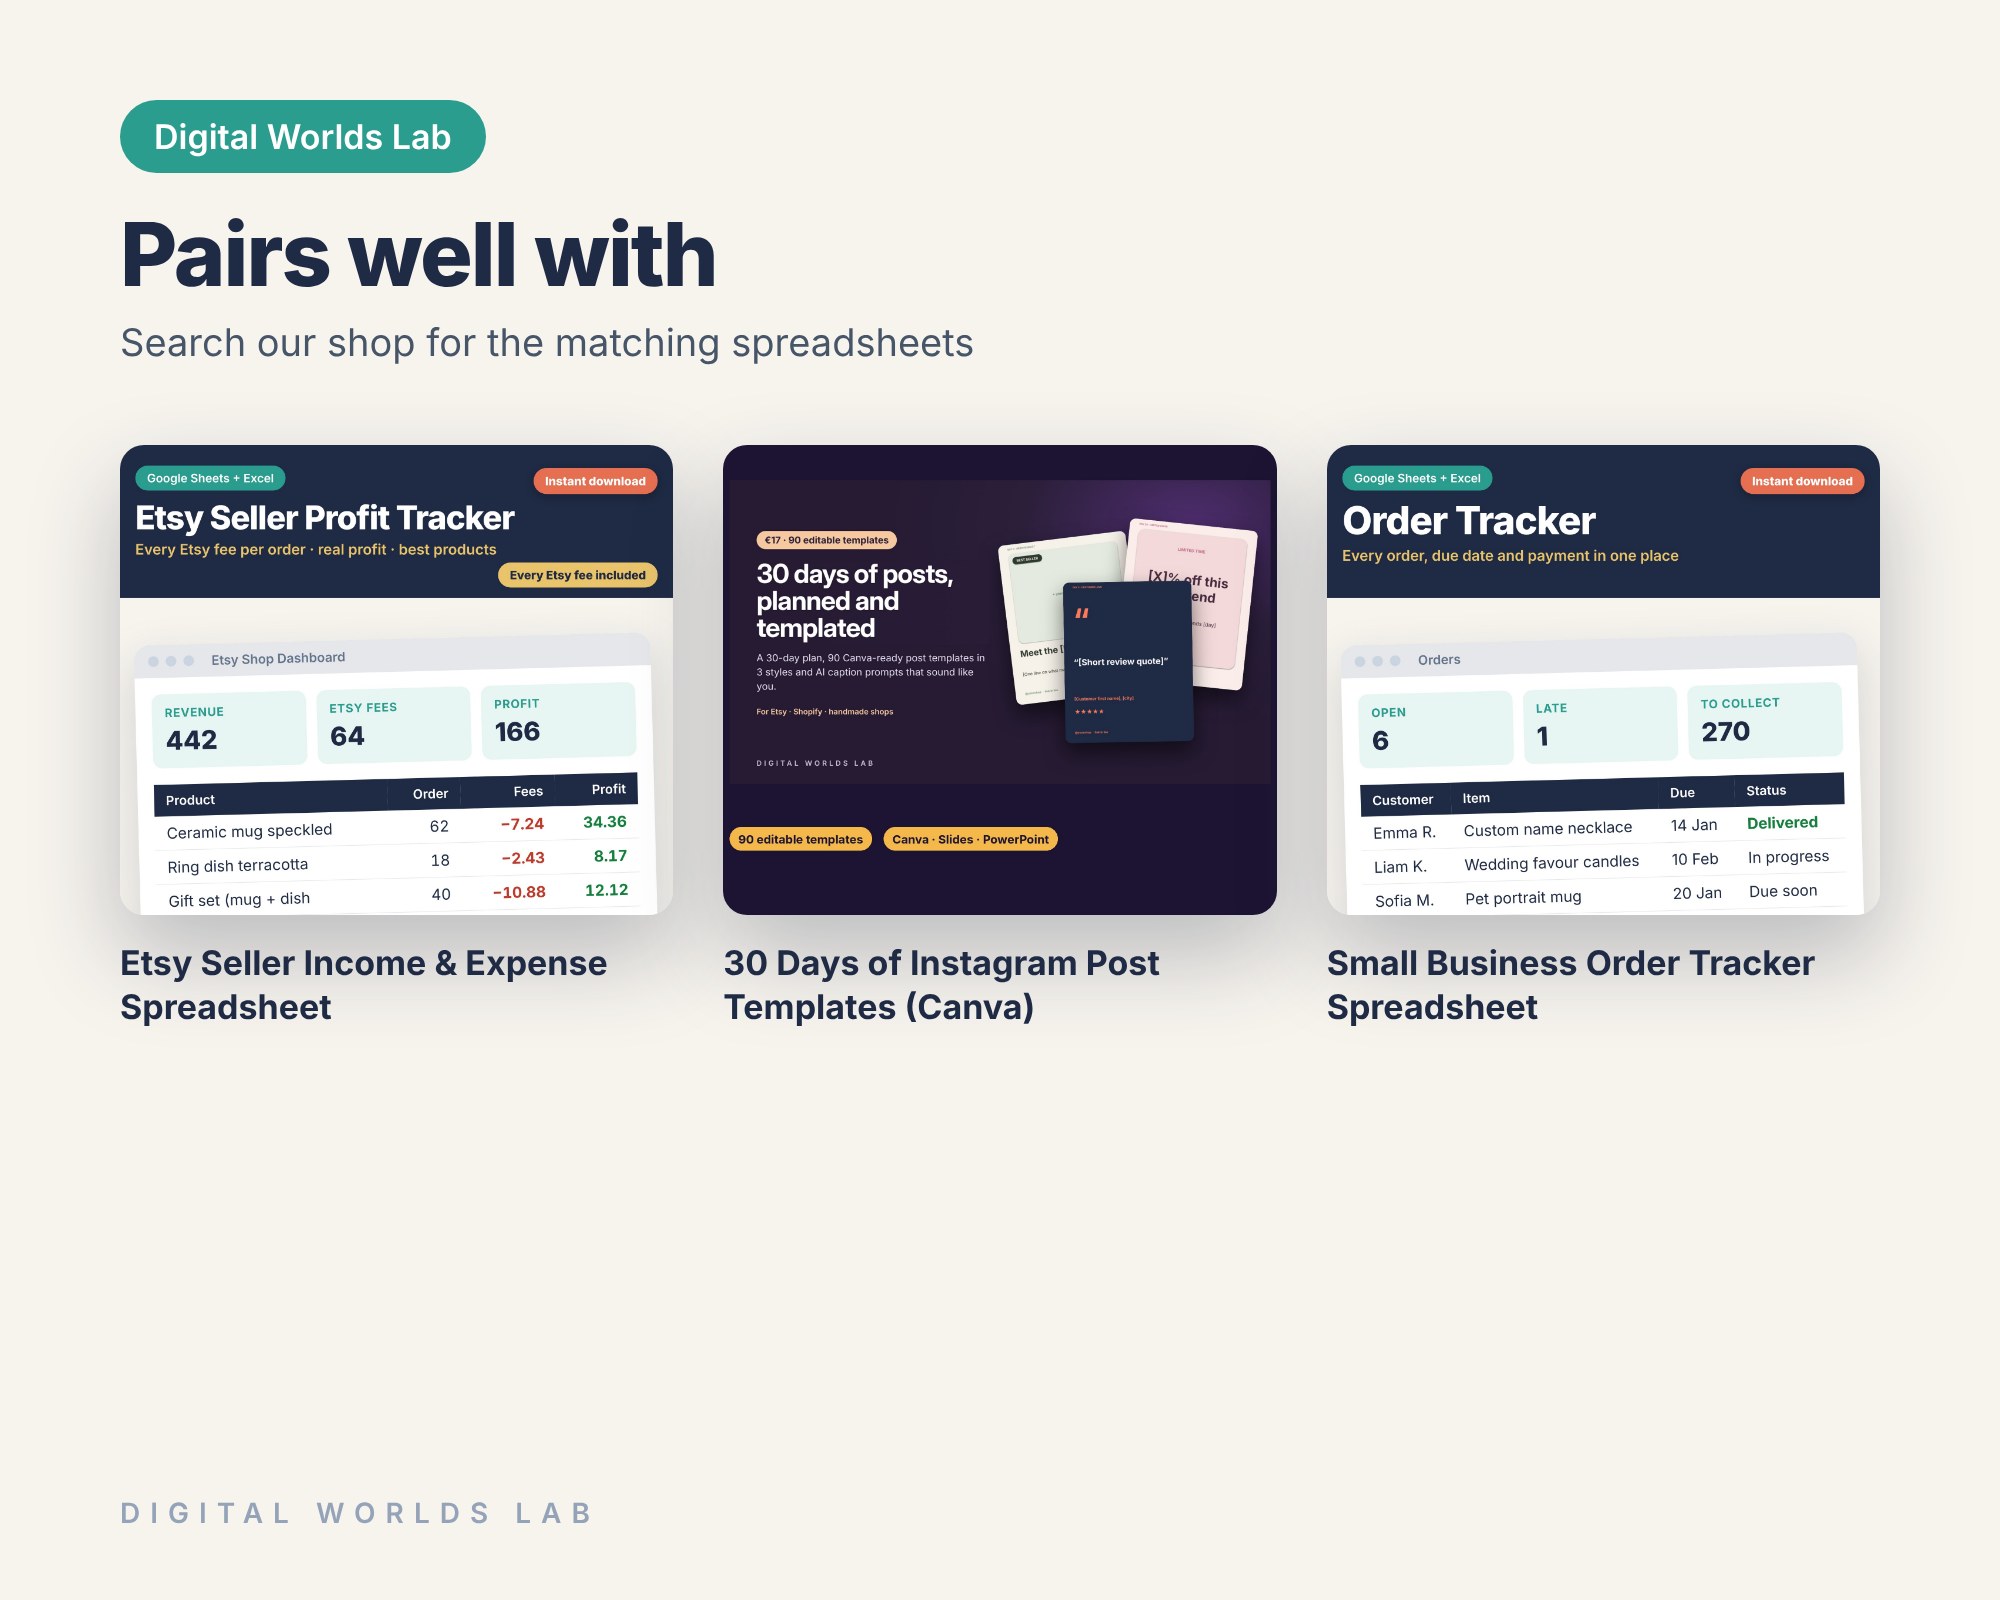 Digital Worlds Lab
Pairs well with
Search our shop for the matching spreadsheets
Google Sheets + Excel
Instant download
Etsy Seller Profit Tracker
Every Etsy fee per order · real profit · best products
Every Etsy fee included
Etsy Shop Dashboard
REVENUE
442
ETSY FEES
64
PROFIT
166
Product Order Fees Profit
Ceramic mug speckled 62 −7.24 34.36
Ring dish terracotta 18 −2.43 8.17
Gift set (mug + dish 40 −10.88 12.12
Etsy Seller Income & Expense
Spreadsheet
€17 · 90 editable templates
30 days of posts,
planned and
templated
A 30-day plan, 90 Canva-ready post templates in
3 styles and AI caption prompts that sound like
you.
For Etsy · Shopify · handmade shops
DIGITAL WORLDS LAB
Meet the [
LIMITED TIME
[X]% off this
end
"[Short review quote]"
90 editable templates
Canva · Slides · PowerPoint
30 Days of Instagram Post
Templates (Canva)
Google Sheets + Excel
Instant download
Order Tracker
Every order, due date and payment in one place
Orders
OPEN
6
LATE
1
TO COLLECT
270
Customer Item Due Status
Emma R. Custom name necklace 14 Jan Delivered
Liam K. Wedding favour candles 10 Feb In progress
Sofia M. Pet portrait mug 20 Jan Due soon
Small Business Order Tracker
Spreadsheet
DIGITAL WORLDS LAB